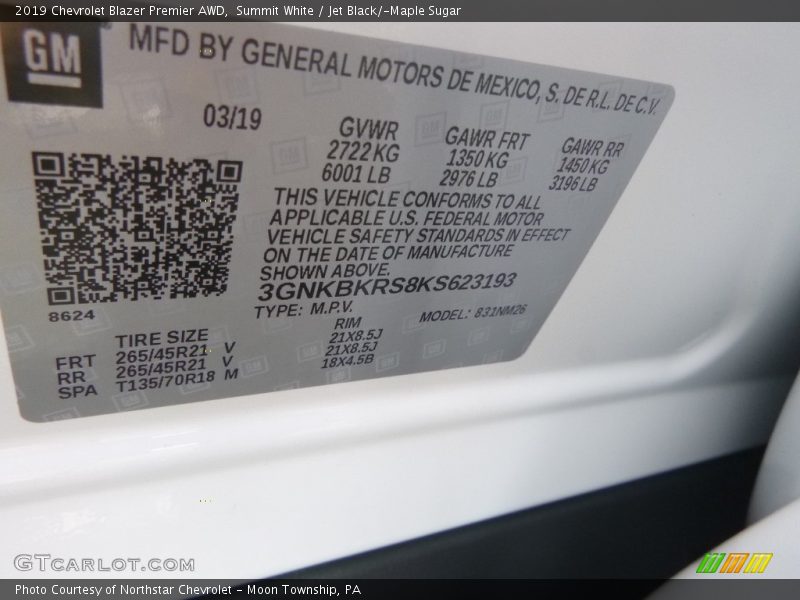 2019 Chevrolet Blazer Premier AWD,  Summit White / Jet Black/­Maple Sugar
GM
MFD BY GENERAL MOTORS DE MEXICO, S. DE R.L. DE C.V.
03/19
GVWR
2722 KG
6001 LB
GAWR FRT
1350 KG
2976 LB
GAWR RR
1450 KG
3196 LB
THIS VEHICLE CONFORMS TO ALL
APPLICABLE U.S. FEDERAL MOTOR
VEHICLE SAFETY STANDARDS IN EFFECT
ON THE DATE OF MANUFACTURE
SHOWN ABOVE.
3GNKBKRS8KS623193
TYPE: M.P.V.
MODEL: 831NM26
8624
TIRE SIZE
RIM
FRT 265/45R21 V 21X8.5J
RR 265/45R21 V 21X8.5J
SPA T135/70R18 M 18X4.5B
GTCARLOT.COM
Photo Courtesy of Northstar Chevrolet - Moon Township, PA